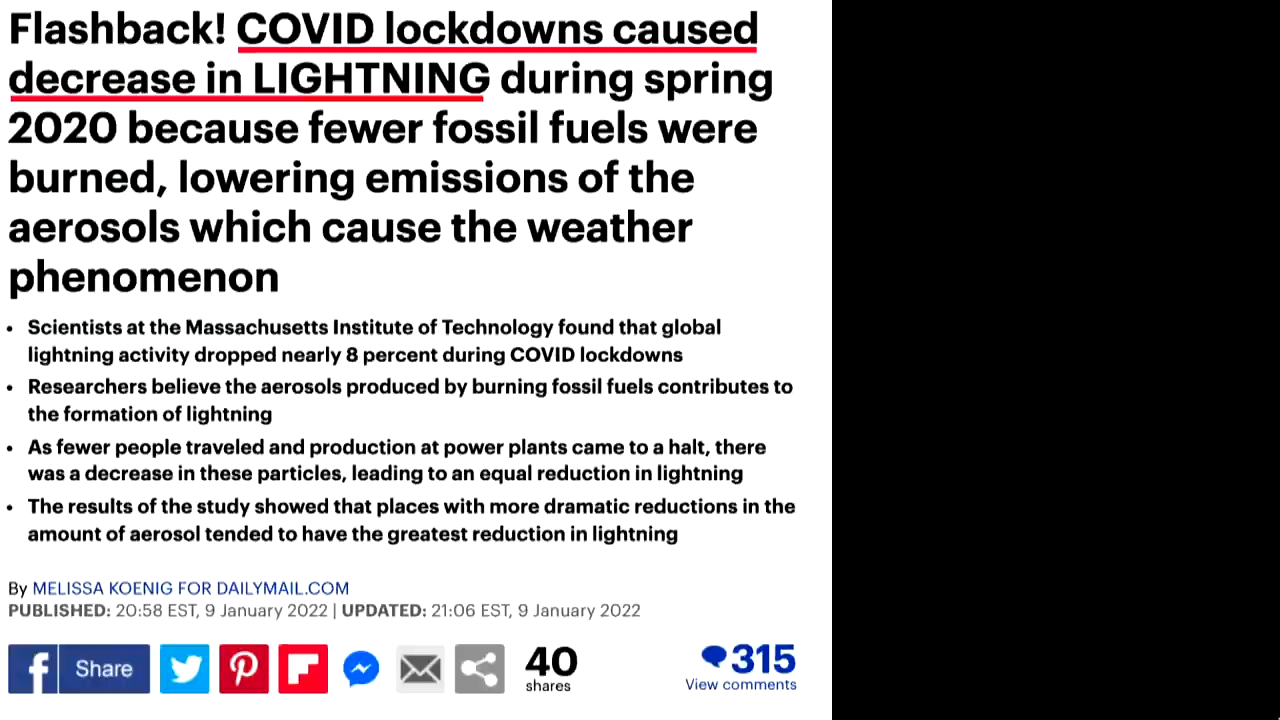 Flashback! COVID lockdowns caused
decrease in LIGHTNING during spring
2020 because fewer fossil fuels were
burned, lowering emissions of the
aerosols which cause the weather
phenomenon
• Scientists at the Massachusetts Institute of Technology found that global
lightning activity dropped nearly 8 percent during COVID lockdowns
• Researchers believe the aerosols produced by burning fossil fuels contributes to
the formation of lightning
• As fewer people traveled and production at power plants came to a halt, there
was a decrease in these particles, leading to an equal reduction in lightning
• The results of the study showed that places with more dramatic reductions in the
amount of aerosol tended to have the greatest reduction in lightning
By MELISSA KOENIG FOR DAILYMAIL.COM
PUBLISHED: 20:58 EST, 9 January 2022 | UPDATED: 21:06 EST, 9 January 2022
f Share
40
shares
315
View comments